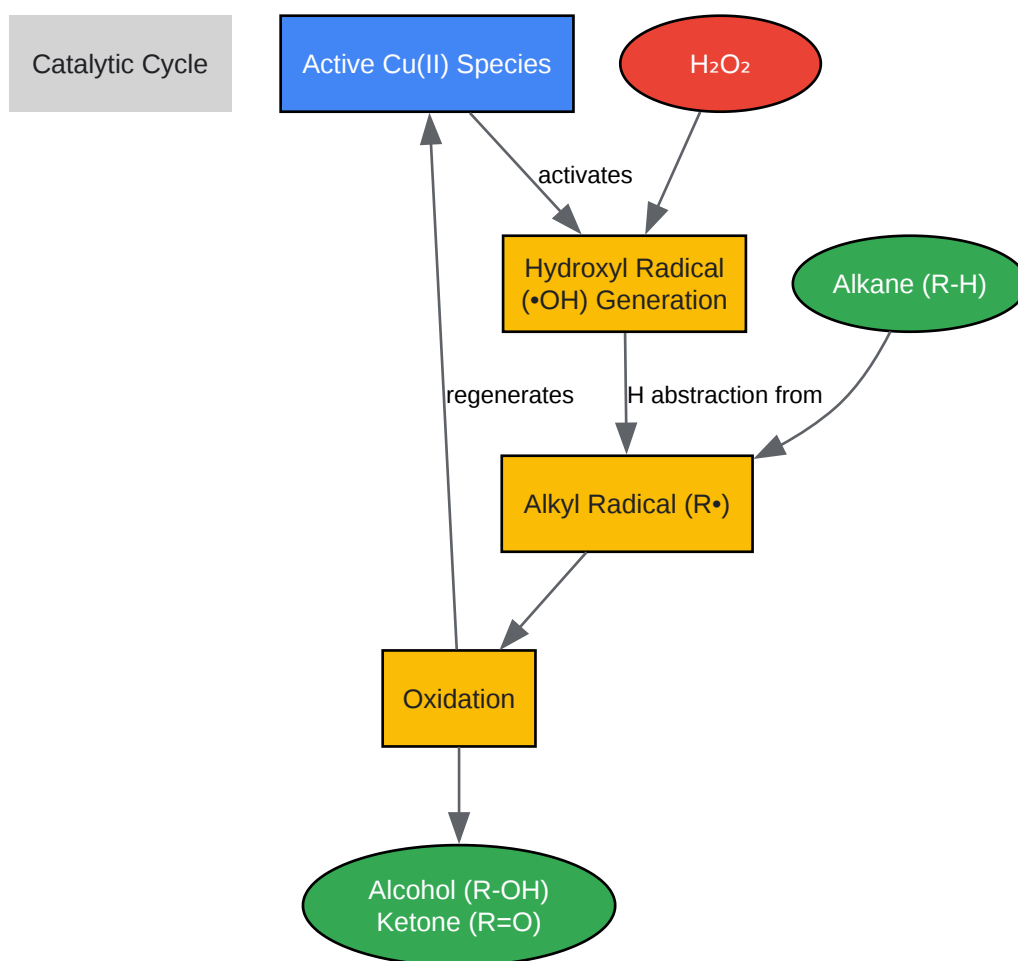 Catalytic Cycle
Active Cu(II) Species
H₂O₂
activates
Hydroxyl Radical
(•OH) Generation
Alkane (R-H)
regenerates
H abstraction from
Alkyl Radical (R•)
Oxidation
Alcohol (R-OH)
Ketone (R=O)